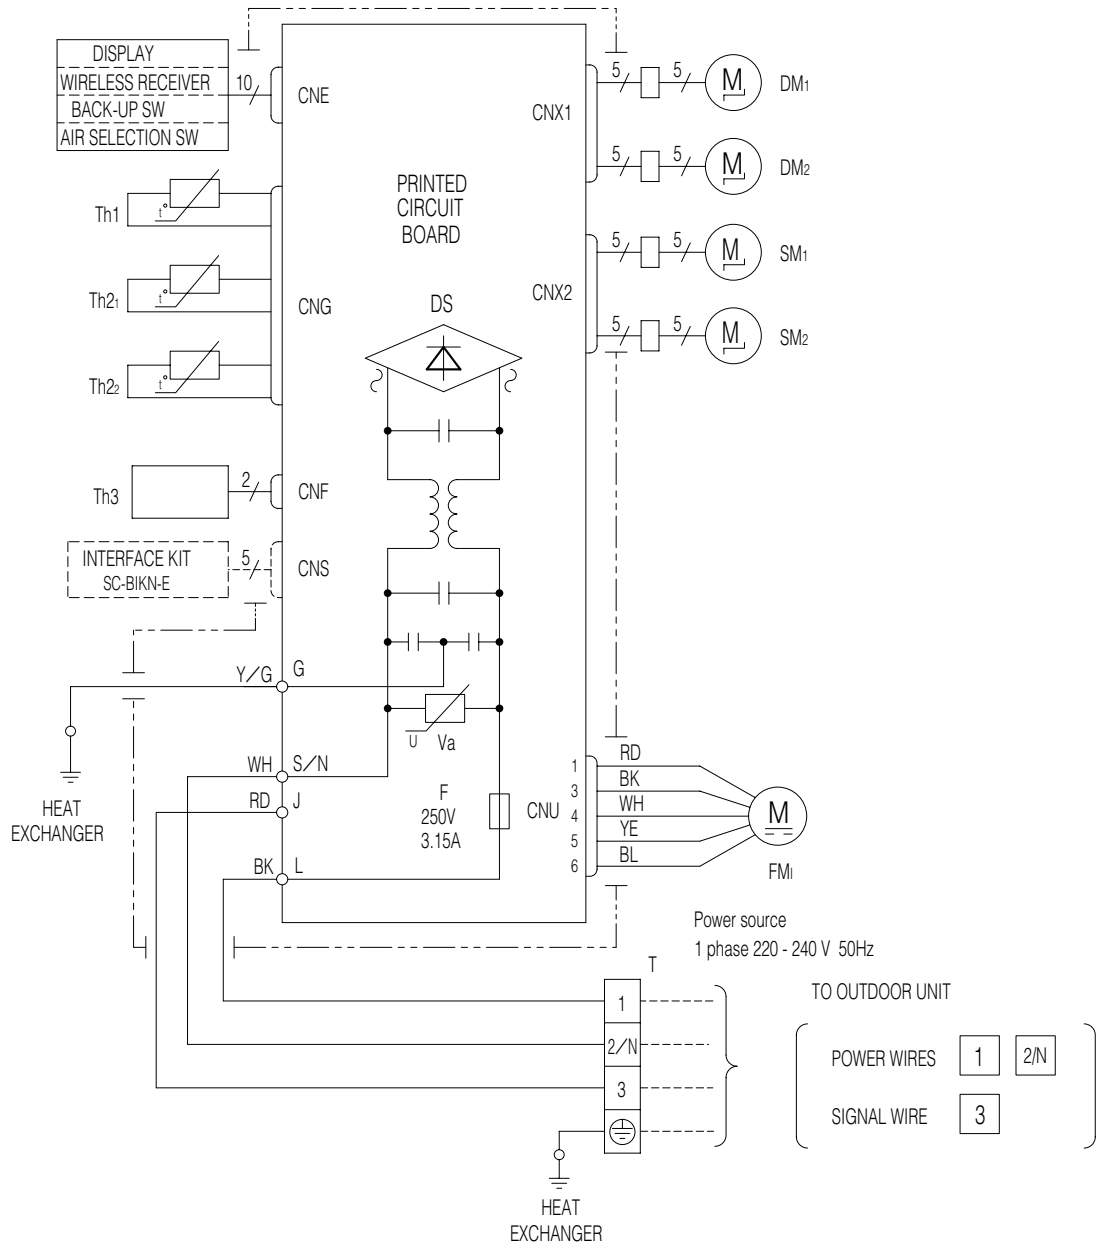 DISPLAY
WIRELESS RECEIVER
BACK-UP SW
AIR SELECTION SW
10
CNE
CNX1
5
5
M
DM1
5
5
M
DM2
PRINTED
CIRCUIT
BOARD
Th1
t°
Th21
t°
Th22
t°
CNG
CNX2
5
5
M
SM1
5
5
M
SM2
DS
Th3
2
CNF
INTERFACE KIT
SC-BIKN-E
5
CNS
Y/G
G
U
Va
HEAT
EXCHANGER
WH
S/N
RD
J
F
250V
3.15A
BK
L
CNU
1
3
4
5
6
RD
BK
WH
YE
BL
M
FMI
Power source
1 phase 220 - 240 V 50Hz
T
1
2/N
3
TO OUTDOOR UNIT
POWER WIRES
1
2/N
SIGNAL WIRE
3
HEAT
EXCHANGER